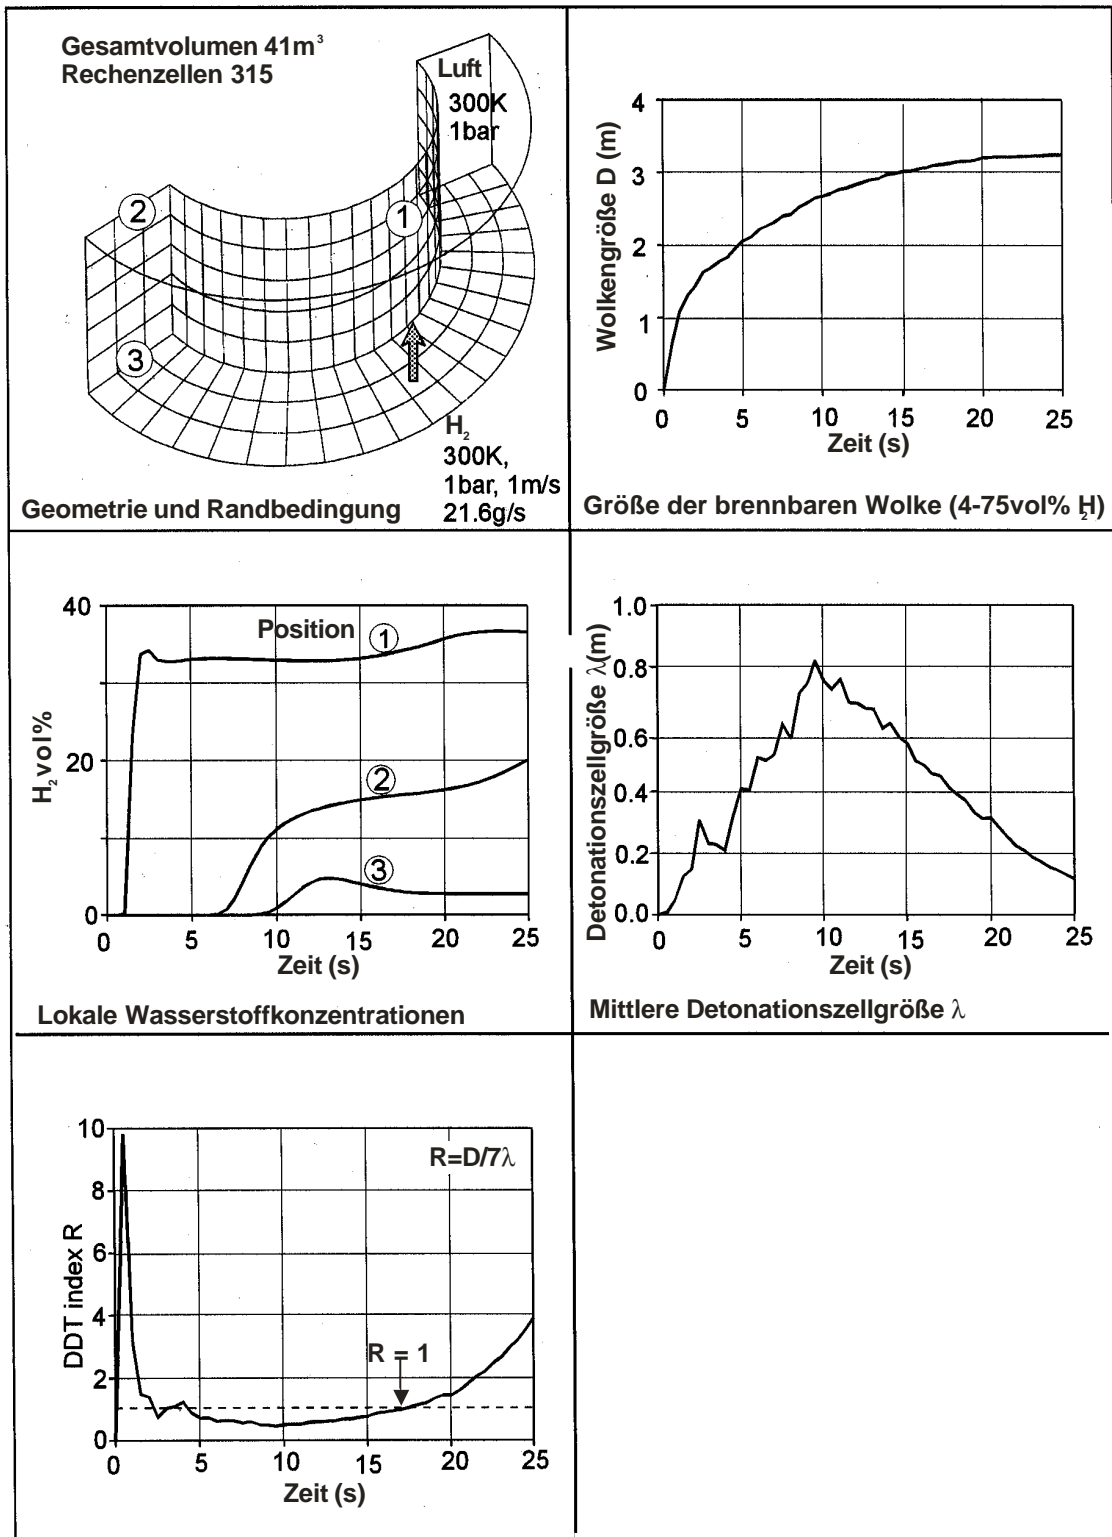 Gesamtvolumen 41m³
Rechenzellen 315
Luft
300K
1bar
1
2
3
H₂
300K,
1bar, 1m/s
21.6g/s
Geometrie und Randbedingung
Wolkengröße D (m)
4
3
2
1
0
0 5 10 15 20 25
Zeit (s)
Größe der brennbaren Wolke (4-75vol% H₂)
H₂ vol%
40
20
0
Position
1
2
3
0 5 10 15 20 25
Zeit (s)
Lokale Wasserstoffkonzentrationen
Detonationszellgröße λ(m)
1.0
0.8
0.6
0.4
0.2
0.0
0 5 10 15 20 25
Zeit (s)
Mittlere Detonationszellgröße λ
DDT index R
10
8
6
4
2
0
R=D/7λ
R = 1
0 5 10 15 20 25
Zeit (s)